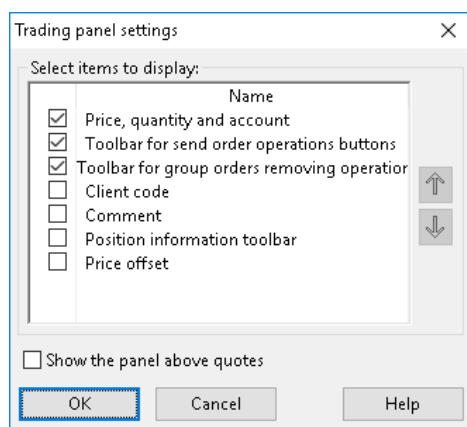 Trading panel settings
Select items to display:
Name
Price, quantity and account
Toolbar for send order operations buttons
Toolbar for group orders removing operation
Client code
Comment
Position information toolbar
Price offset
Show the panel above quotes
OK
Cancel
Help